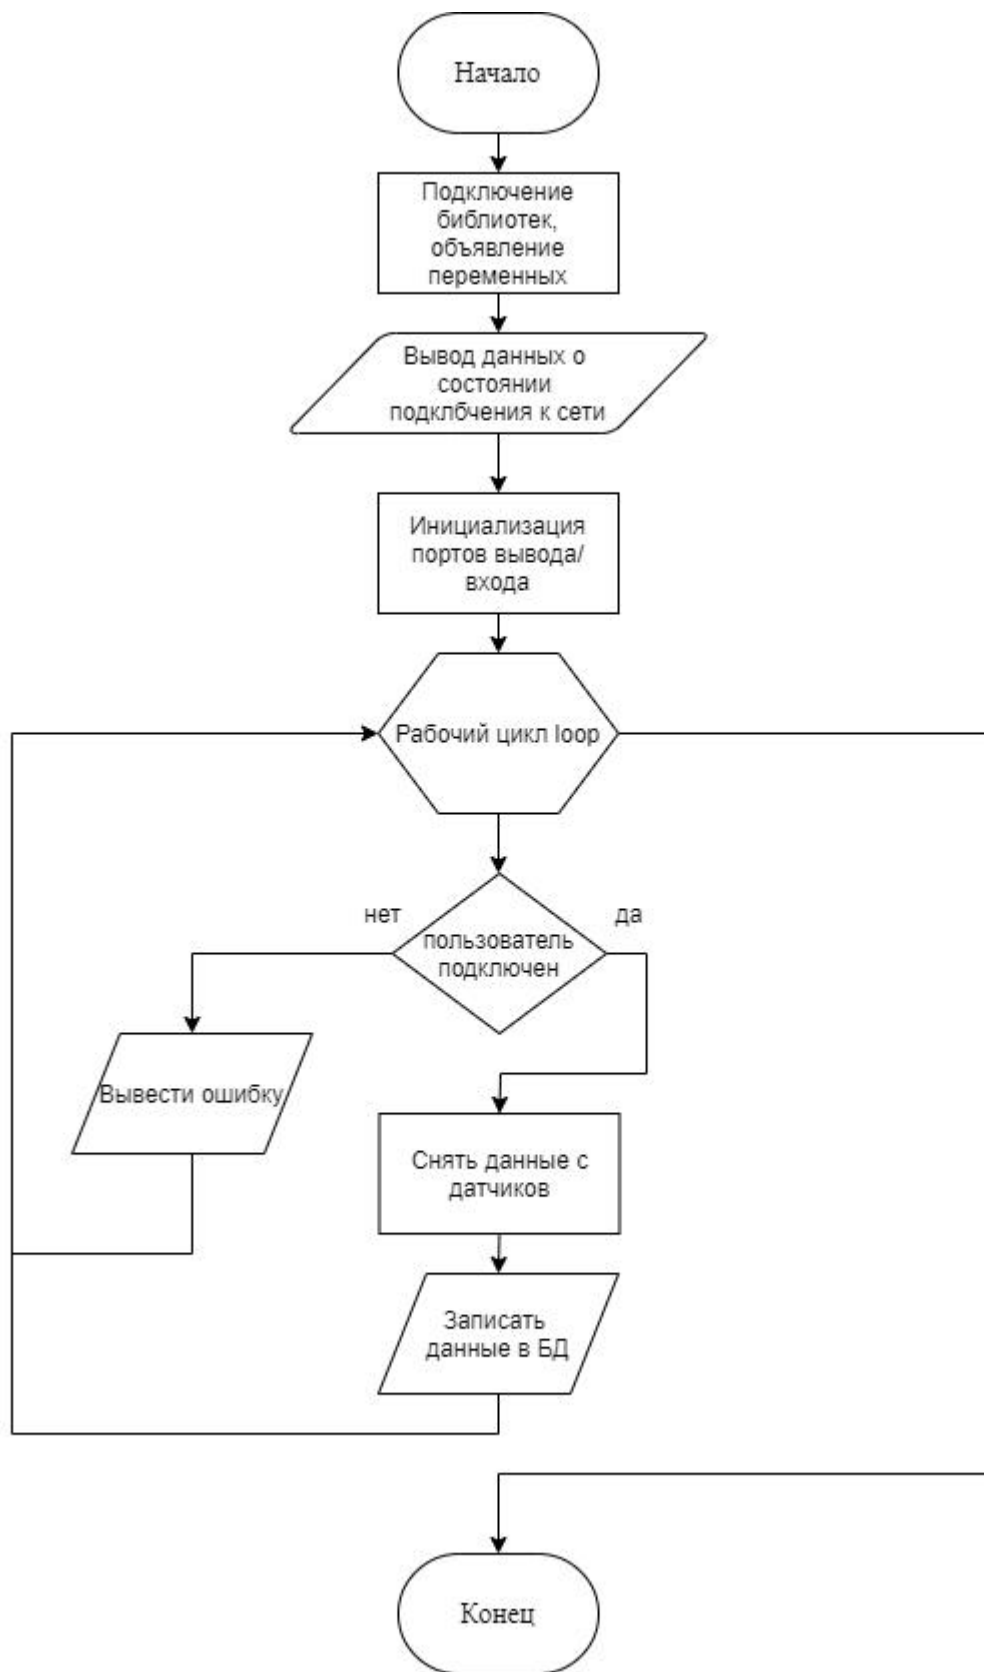 Начало
Подключение
библиотек,
объявление
переменных
Вывод данных о
состоянии
подклбчения к сети
Инициализация
портов вывода/
входа
Рабочий цикл loop
нет
да
пользователь
подключен
Вывести ошибку
Снять данные с
датчиков
Записать
данные в БД
Конец